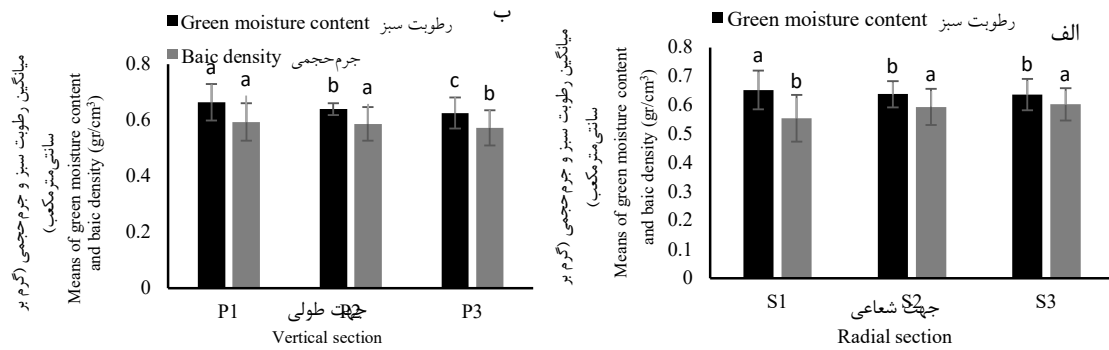 ب
Green moisture content رطوبت سبز
Baic density جرم‌حجمی
میانگین رطوبت سبز و جرم‌حجمی (گرم بر
سانتی‌مترمکعب)
Means of green moisture content
and baic density (gr/cm³)
0.8
0.6
0.4
0.2
0
a a b a c b
P1 P2 P3
جهت طولی
Vertical section
الف
Green moisture content رطوبت سبز
میانگین رطوبت سبز و جرم‌حجمی (گرم بر
سانتی‌مترمکعب)
Means of green moisture content
and baic density (gr/cm³)
0.8
0.7
0.6
0.5
0.4
0.3
0.2
0.1
0
a b b a b a
S1 S2 S3
جهت شعاعی
Radial section